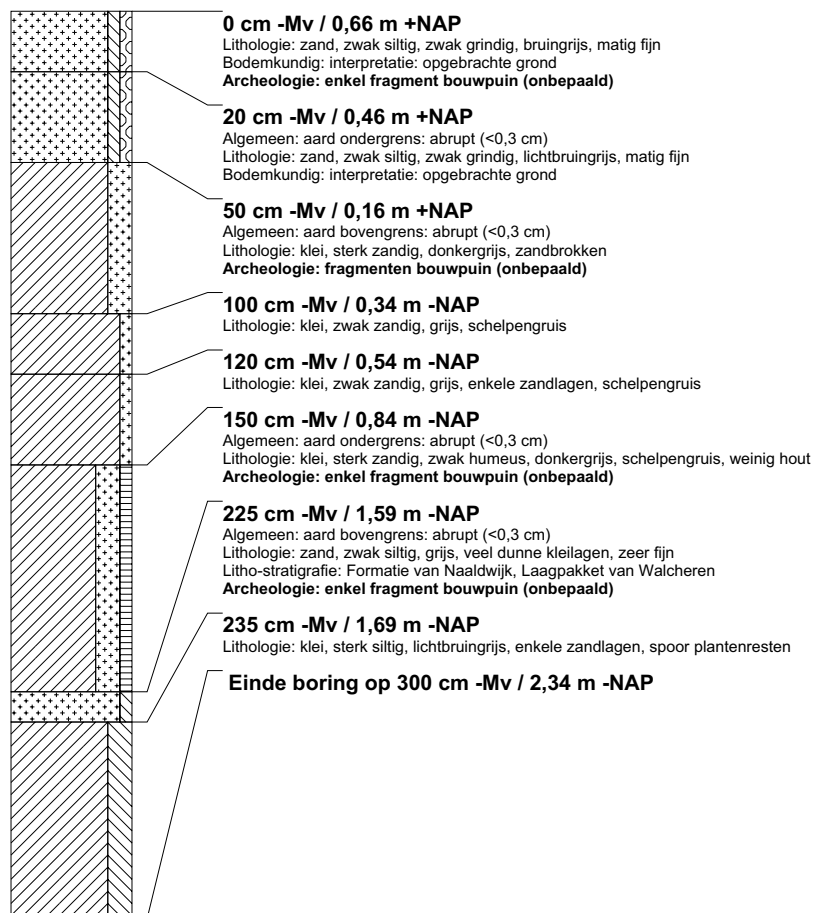 0 cm -Mv / 0,66 m +NAP
Lithologie: zand, zwak siltig, zwak grindig, bruingrijs, matig fijn
Bodemkundig: interpretatie: opgebrachte grond
Archeologie: enkel fragment bouwpuin (onbepaald)
20 cm -Mv / 0,46 m +NAP
Algemeen: aard ondergrens: abrupt (<0,3 cm)
Lithologie: zand, zwak siltig, zwak grindig, lichtbruingrijs, matig fijn
Bodemkundig: interpretatie: opgebrachte grond
50 cm -Mv / 0,16 m +NAP
Algemeen: aard bovengrens: abrupt (<0,3 cm)
Lithologie: klei, sterk zandig, donkergrijs, zandbrokken
Archeologie: fragmenten bouwpuin (onbepaald)
100 cm -Mv / 0,34 m -NAP
Lithologie: klei, zwak zandig, grijs, schelpengruis
120 cm -Mv / 0,54 m -NAP
Lithologie: klei, zwak zandig, grijs, enkele zandlagen, schelpengruis
150 cm -Mv / 0,84 m -NAP
Algemeen: aard ondergrens: abrupt (<0,3 cm)
Lithologie: klei, sterk zandig, zwak humeus, donkergrijs, schelpengruis, weinig hout
Archeologie: enkel fragment bouwpuin (onbepaald)
225 cm -Mv / 1,59 m -NAP
Algemeen: aard bovengrens: abrupt (<0,3 cm)
Lithologie: zand, zwak siltig, grijs, veel dunne kleilagen, zeer fijn
Litho-stratigrafie: Formatie van Naaldwijk, Laagpakket van Walcheren
Archeologie: enkel fragment bouwpuin (onbepaald)
235 cm -Mv / 1,69 m -NAP
Lithologie: klei, sterk siltig, lichtbruingrijs, enkele zandlagen, spoor plantenresten
Einde boring op 300 cm -Mv / 2,34 m -NAP